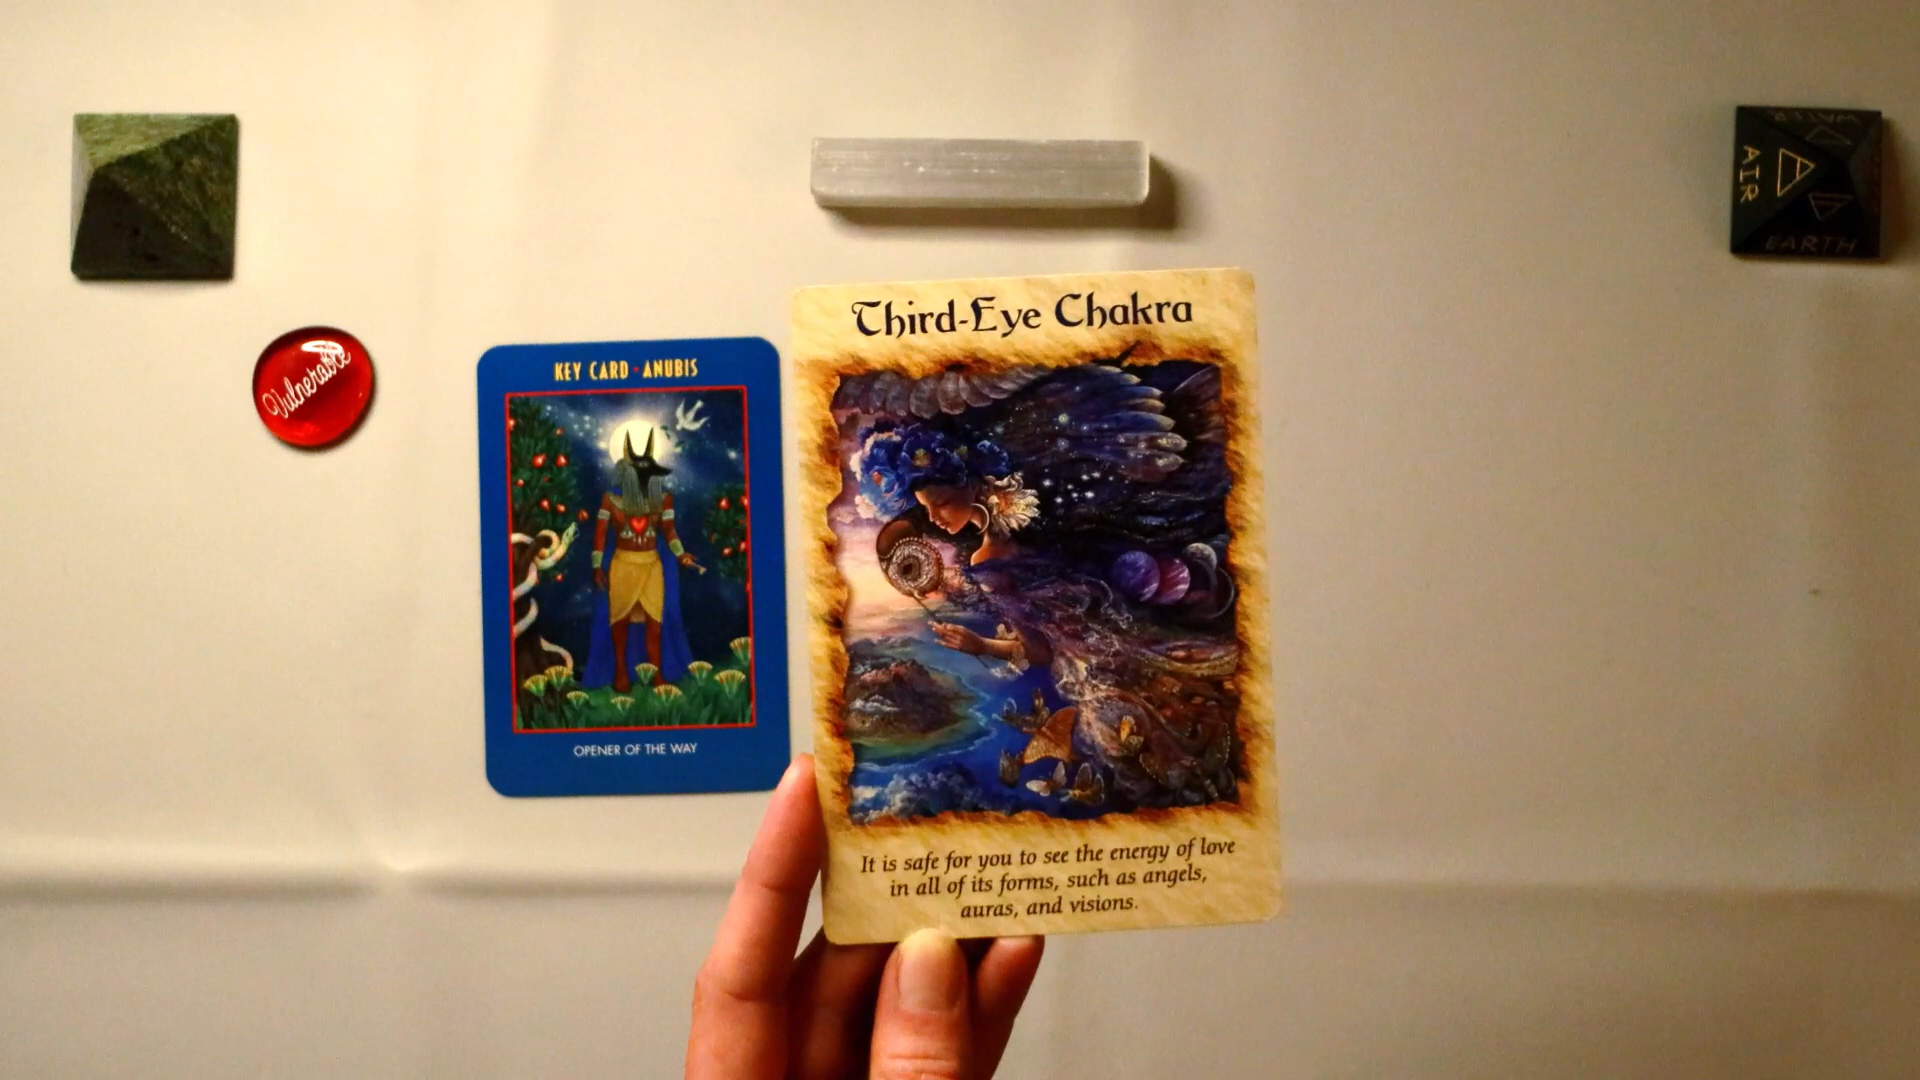 WATER
AIR
EARTH
Vulnerable
KEY CARD · ANUBIS
OPENER OF THE WAY
Third-Eye Chakra
It is safe for you to see the energy of love
in all of its forms, such as angels,
auras, and visions.